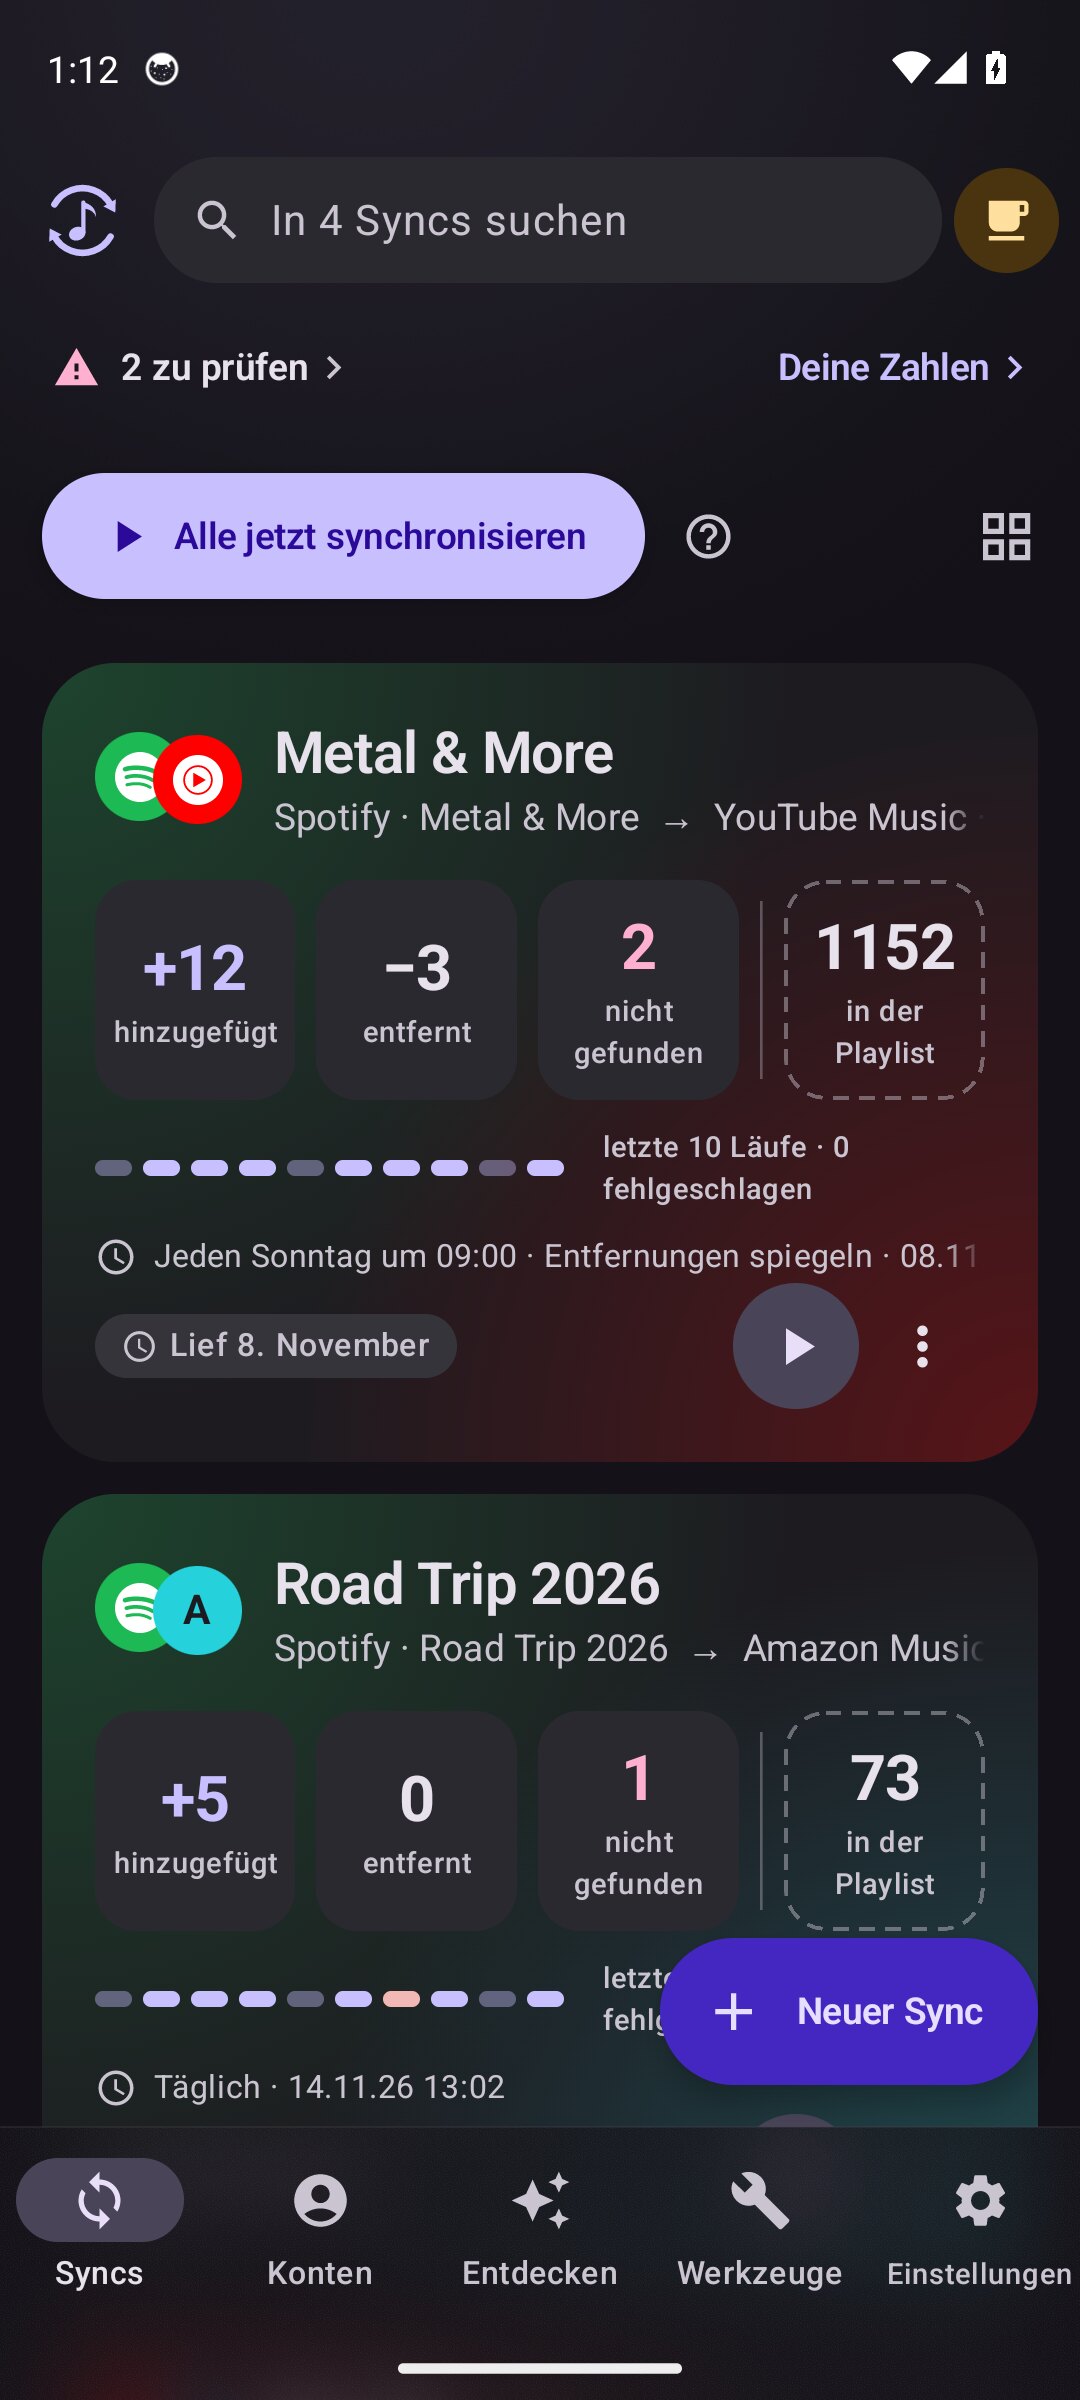 1:12
In 4 Syncs suchen
2 zu prüfen
Deine Zahlen
Alle jetzt synchronisieren
Metal & More
Spotify · Metal & More → YouTube Music
+12
hinzugefügt
–3
entfernt
2
nicht
gefunden
1152
in der
Playlist
letzte 10 Läufe · 0
fehlgeschlagen
Jeden Sonntag um 09:00 · Entfernungen spiegeln · 08.11
Lief 8. November
A
Road Trip 2026
Spotify · Road Trip 2026 → Amazon Music
+5
hinzugefügt
0
entfernt
1
nicht
gefunden
73
in der
Playlist
Neuer Sync
Täglich · 14.11.26 13:02
Syncs
Konten
Entdecken
Werkzeuge
Einstellungen